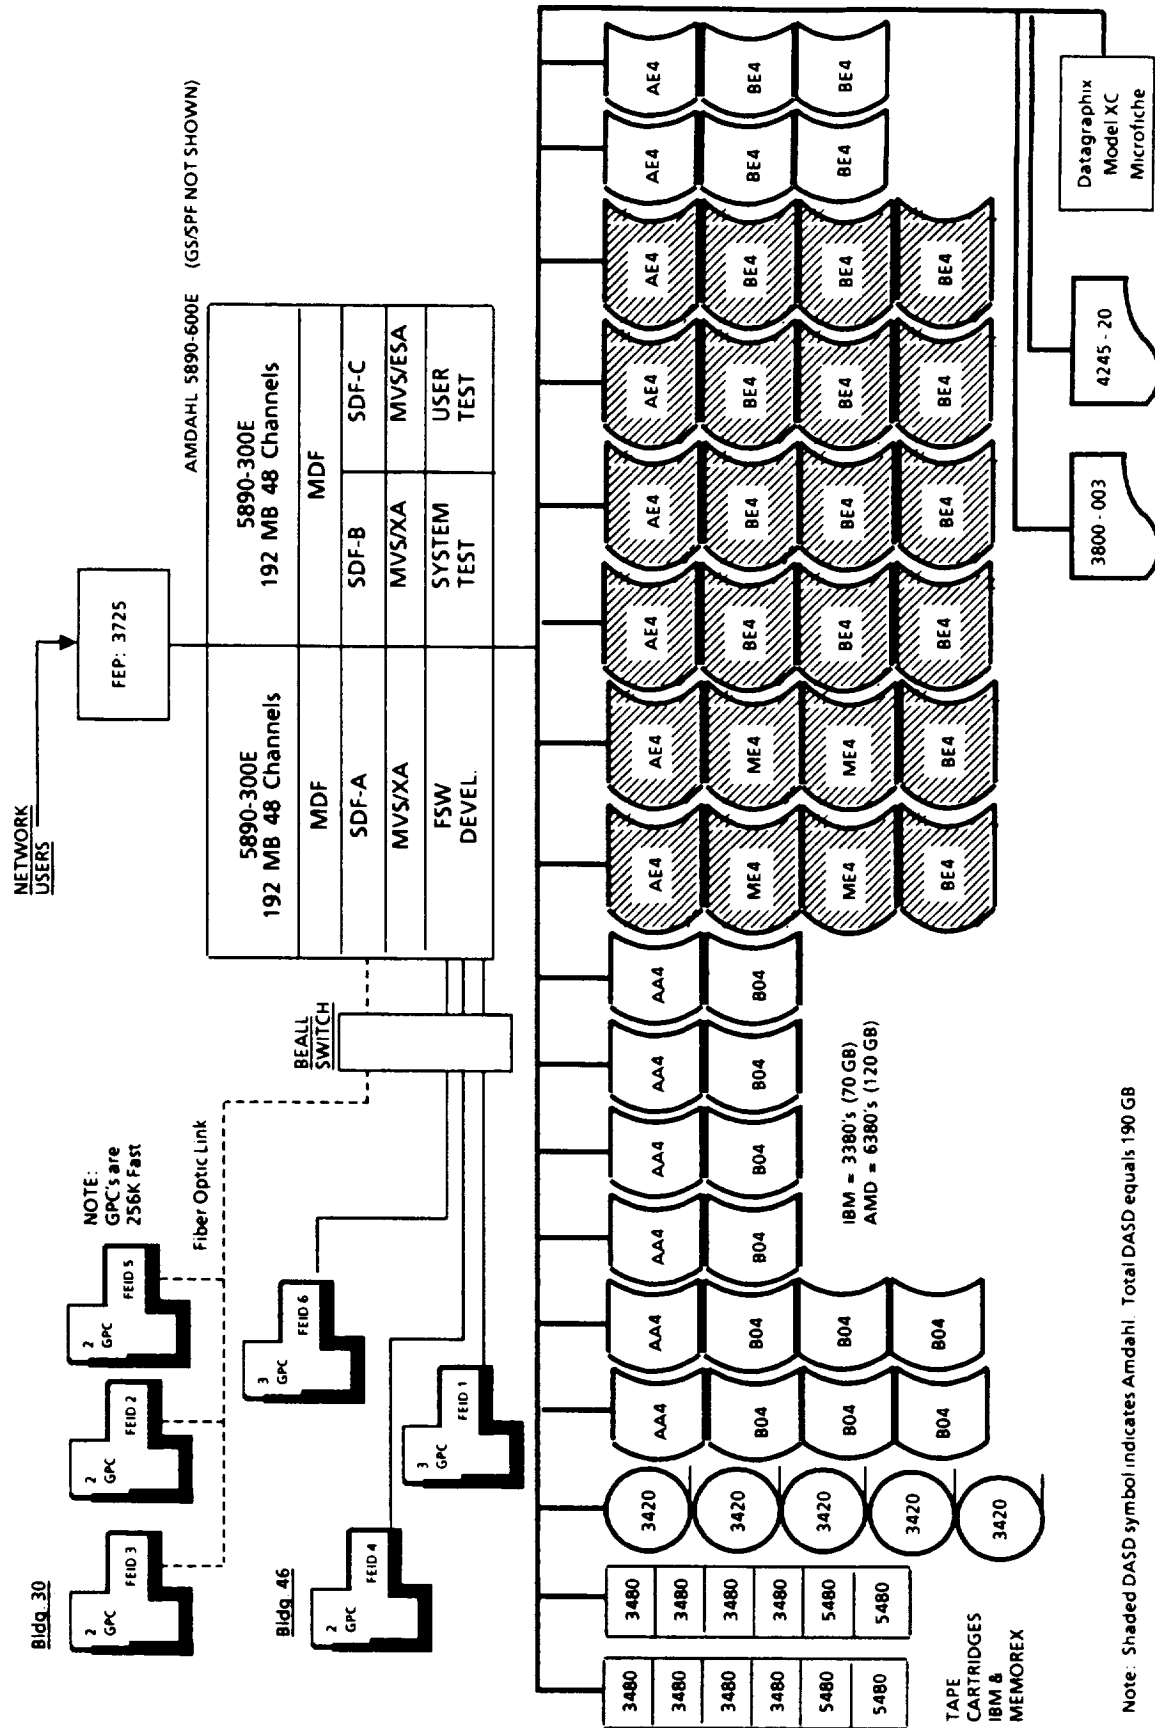 NETWORK
USERS
FEP: 3725
AMDAHL 5890-600E (GS/SPF NOT SHOWN)
5890-300E
192 MB 48 Channels
5890-300E
192 MB 48 Channels
MDF
MDF
SDF-A
SDF-B
SDF-C
MVS/XA
MVS/XA
MVS/ESA
FSW
DEVEL.
SYSTEM
TEST
USER
TEST
BEALL
SWITCH
NOTE:
GPC's are
256K Fast
Fiber Optic Link
Bldg. 30
2
GPC
FEID 3
2
GPC
FEID 2
2
GPC
FEID 5
Bldg. 46
2
GPC
FEID 4
3
GPC
FEID 1
3
GPC
FEID 6
3480
3480
3480
3480
5480
5480
3480
3480
3480
3480
5480
5480
TAPE
CARTRIDGES
IBM &
MEMOREX
3420
3420
3420
3420
3420
AA4
B04
B04
B04
AA4
B04
B04
B04
AA4
B04
AA4
B04
AA4
B04
AA4
B04
IBM = 3380's (70 GB)
AMD = 6380's (120 GB)
AE4
ME4
ME4
BE4
AE4
ME4
ME4
BE4
AE4
BE4
BE4
BE4
AE4
BE4
BE4
BE4
AE4
BE4
BE4
BE4
AE4
BE4
BE4
BE4
AE4
BE4
BE4
AE4
BE4
BE4
3800 - 003
4245 - 20
Datagraphix
Model XC
Microfiche
Note: Shaded DASD symbol indicates Amdahl. Total DASD equals 190 GB